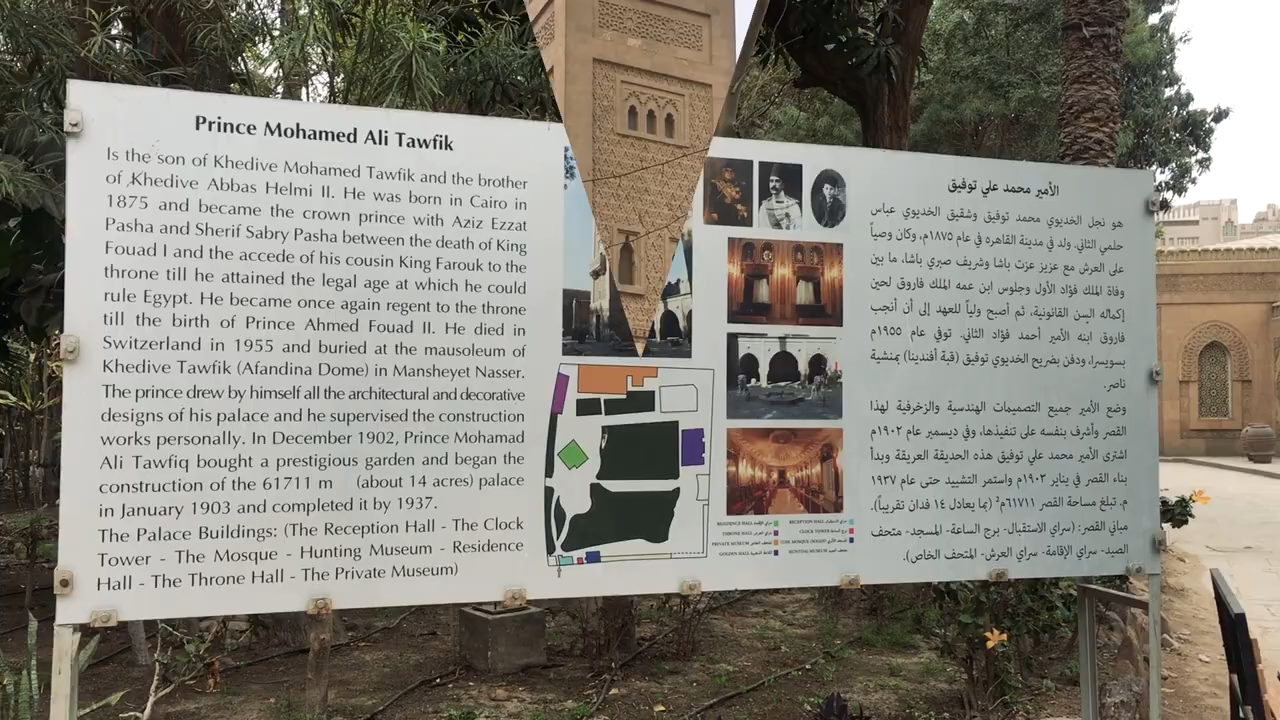 Prince Mohamed Ali Tawfik
Is the son of Khedive Mohamed Tawfik and the brother
of Khedive Abbas Helmi II. He was born in Cairo in
1875 and became the crown prince with Aziz Ezzat
Pasha and Sherif Sabry Pasha between the death of King
Fouad I and the accede of his cousin King Farouk to the
throne till he attained the legal age at which he could
rule Egypt. He became once again regent to the throne
till the birth of Prince Ahmed Fouad II. He died in
Switzerland in 1955 and buried at the mausoleum of
Khedive Tawfik (Afandina Dome) in Mansheyet Nasser.
The prince drew by himself all the architectural and decorative
designs of his palace and he supervised the construction
works personally. In December 1902, Prince Mohamad
Ali Tawfiq bought a prestigious garden and began the
construction of the 61711 m (about 14 acres) palace
in January 1903 and completed it by 1937.
The Palace Buildings: (The Reception Hall - The Clock
Tower - The Mosque - Hunting Museum - Residence
Hall - The Throne Hall - The Private Museum)
RESIDENCE HALL سراي الإقامة
THRONE HALL سراي العرش
PRIVATE MUSEUM المتحف الخاص
GOLDEN HALL القاعة الذهبية
RECEPTION HALL سراي الاستقبال
CLOCK TOWER برج الساعة
HUNTING MUSEUM متحف الصيد
الأمير محمد علي توفيق
هو نجل الخديوي محمد توفيق وشقيق الخديوي عباس
حلمي الثاني. ولد في مدينة القاهره في عام ١٨٧٥م، وكان وصياً
على العرش مع عزيز عزت باشا وشريف صبري باشا، ما بين
وفاة الملك فؤاد الأول وجلوس ابن عمه الملك فاروق لحين
إكماله السن القانونية، ثم أصبح ولياً للعهد إلى أن أنجب
فاروق ابنه الأمير أحمد فؤاد الثاني. توفي عام ١٩٥٥م
بسويسرا، ودفن بضريح الخديوي توفيق (قبة أفندينا) بمنشية
ناصر.
وضع الأمير جميع التصميمات الهندسية والزخرفية لهذا
القصر وأشرف بنفسه على تنفيذها، وفي ديسمبر عام ١٩٠٢م
اشترى الأمير محمد علي توفيق هذه الحديقة العريقة وبدأ
بناء القصر في يناير ١٩٠٣م واستمر التشييد حتى عام ١٩٣٧
م. تبلغ مساحة القصر ٦١٧١١م² (بما يعادل ١٤ فدان تقريباً).
مباني القصر: (سراي الاستقبال- برج الساعة- المسجد- متحف
الصيد- سراي الإقامة- سراي العرش- المتحف الخاص).